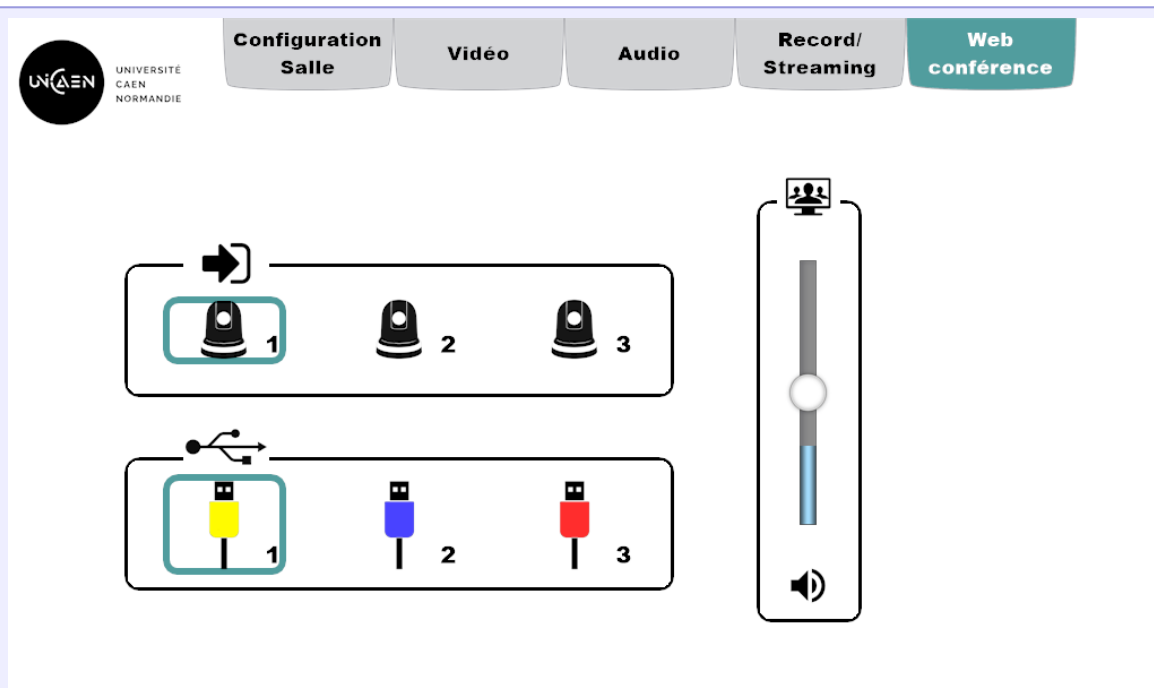 UNICAEN
UNIVERSITÉ
CAEN
NORMANDIE
Configuration
Salle
Vidéo
Audio
Record/
Streaming
Web
conférence
1
2
3
1
2
3